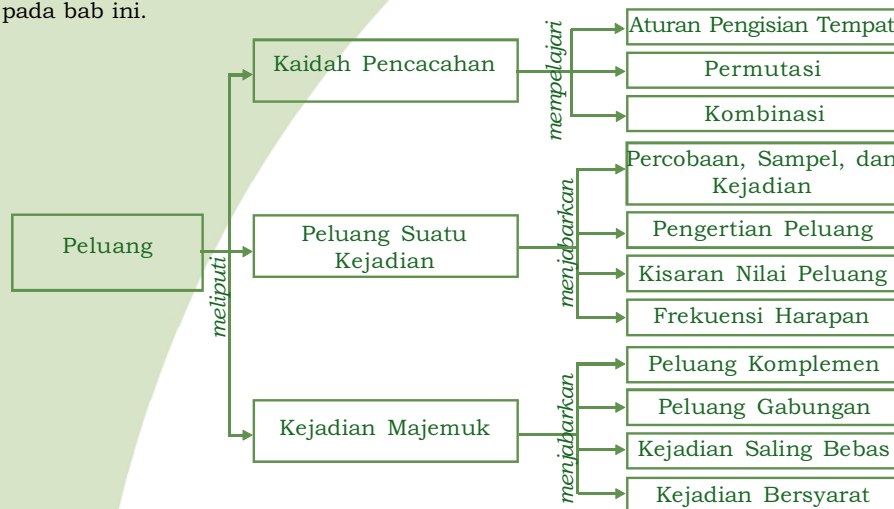 pada bab ini.
Peluang
meliputi
Kaidah Pencacahan
mempelajari
Aturan Pengisian Tempat
Permutasi
Kombinasi
Peluang Suatu
Kejadian
menjabarkan
Percobaan, Sampel, dan
Kejadian
Pengertian Peluang
Kisaran Nilai Peluang
Frekuensi Harapan
Kejadian Majemuk
menjabarkan
Peluang Komplemen
Peluang Gabungan
Kejadian Saling Bebas
Kejadian Bersyarat